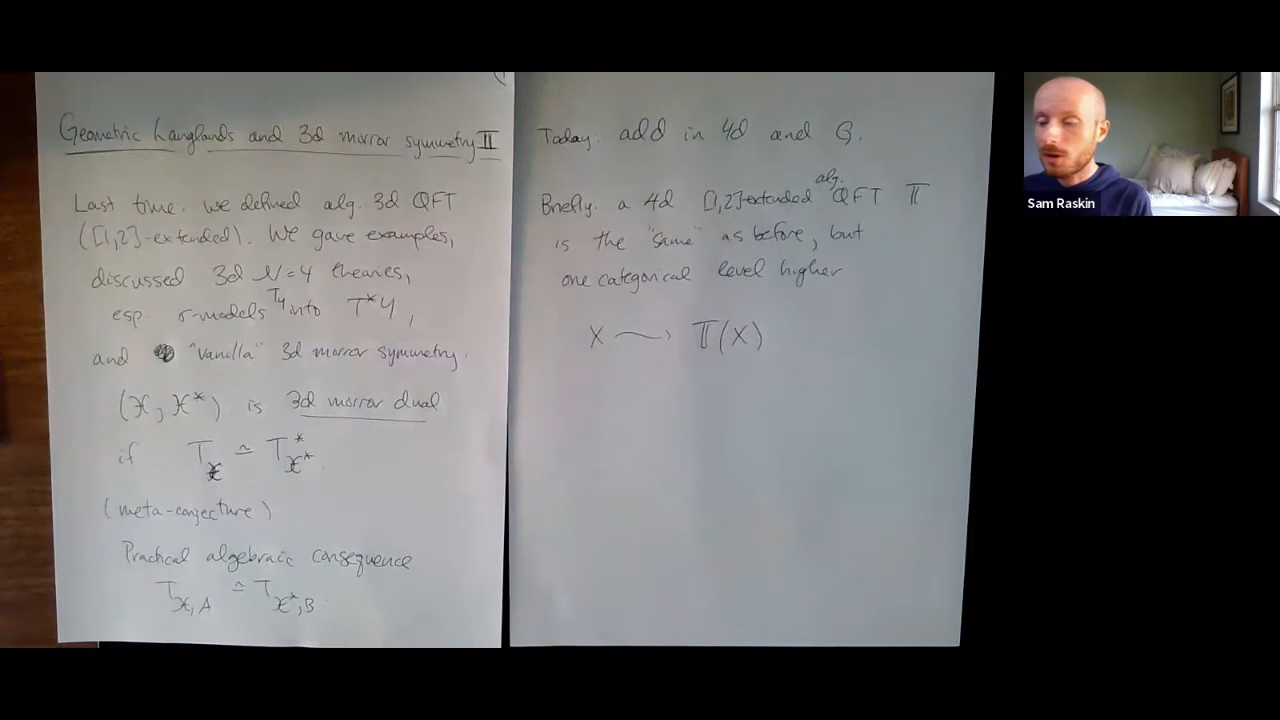 Geometric Langlands and 3d mirror symmetry II
Last time: we defined alg. 3d QFT
([1,2]-extended). We gave examples,
discussed 3d N=4 theories,
esp. σ-models T_Y into T*Y,
and "vanilla" 3d mirror symmetry.
(X, X*) is 3d mirror dual
if T_X ≃ T*_X*.
(meta-conjecture)
Practical algebraic consequence
T_X,A ≃ T_X*,B
Today: add in 4d and G.
Briefly: a 4d [1,2]-extended alg. QFT 𝕋
is the "same" as before, but
one categorical level higher
X ⟿ 𝕋(X)
Sam Raskin